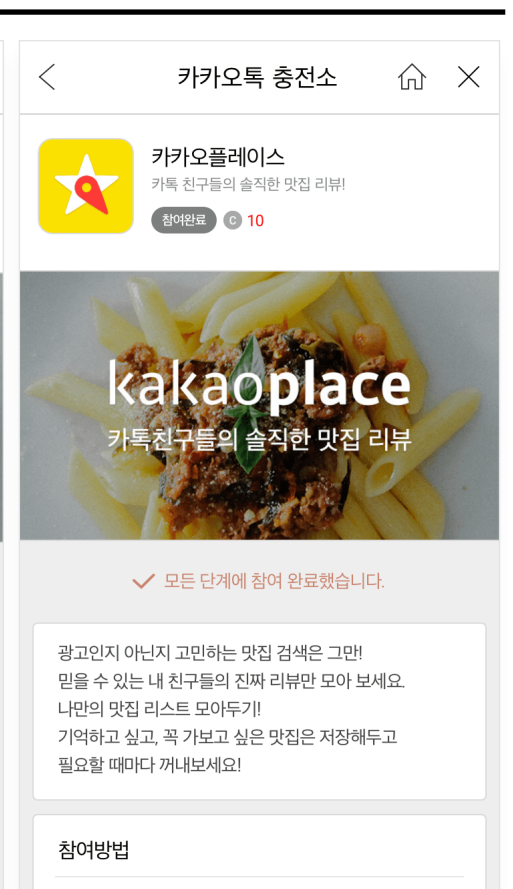 카카오톡 충전소
카카오플레이스
카톡 친구들의 솔직한 맛집 리뷰!
참여완료 C 10
kakaoplace
카톡친구들의 솔직한 맛집 리뷰
모든 단계에 참여 완료했습니다.
광고인지 아닌지 고민하는 맛집 검색은 그만!
믿을 수 있는 내 친구들의 진짜 리뷰만 모아 보세요.
나만의 맛집 리스트 모아두기!
기억하고 싶고, 꼭 가보고 싶은 맛집은 저장해두고
필요할 때마다 꺼내보세요!
참여방법